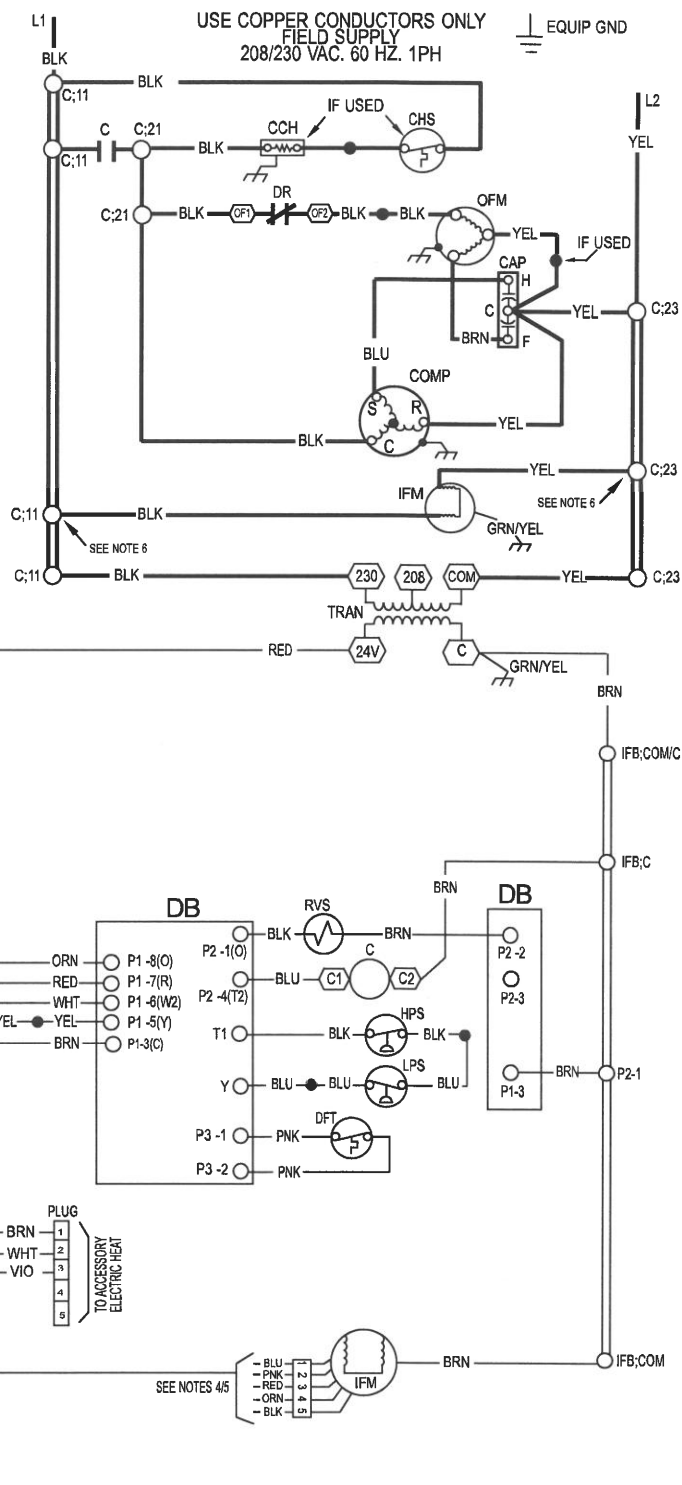 L1
USE COPPER CONDUCTORS ONLY
FIELD SUPPLY
208/230 VAC. 60 HZ. 1PH
EQUIP GND
BLK
BLK
C;11
IF USED
L2
C
C;21
CCH
CHS
C;11
BLK
YEL
DR
OFM
C;21
BLK
OF1
OF2
BLK
BLK
YEL
IF USED
CAP
H
C
YEL
C;23
BRN
F
BLU
COMP
S
R
YEL
BLK
C
YEL
C;23
IFM
SEE NOTE 6
C;11
BLK
GRN/YEL
SEE NOTE 6
C;11
BLK
230
208
COM
YEL
C;23
TRAN
RED
24V
C
GRN/YEL
BRN
IFB;COM/C
IFB;C
BRN
DB
RVS
DB
BLK
BRN
P2 -1(O)
P2 -2
C
ORN
P1 -8(O)
RED
P1 -7(R)
BLU
C1
C2
P2 -4(T2)
P2-3
WHT
P1 -6(W2)
YEL
YEL
P1 -5(Y)
HPS
T1
BLK
BLK
BRN
P1-3(C)
LPS
Y
BLU
BLU
BLU
BRN
P2-1
P1-3
DFT
P3 -1
PNK
P3 -2
PNK
PLUG
BRN
1
WHT
2
VIO
3
4
5
TO ACCESSORY
ELECTRIC HEAT
SEE NOTES 4/5
BLU
1
PNK
2
RED
3
ORN
4
BLK
5
IFM
BRN
IFB;COM